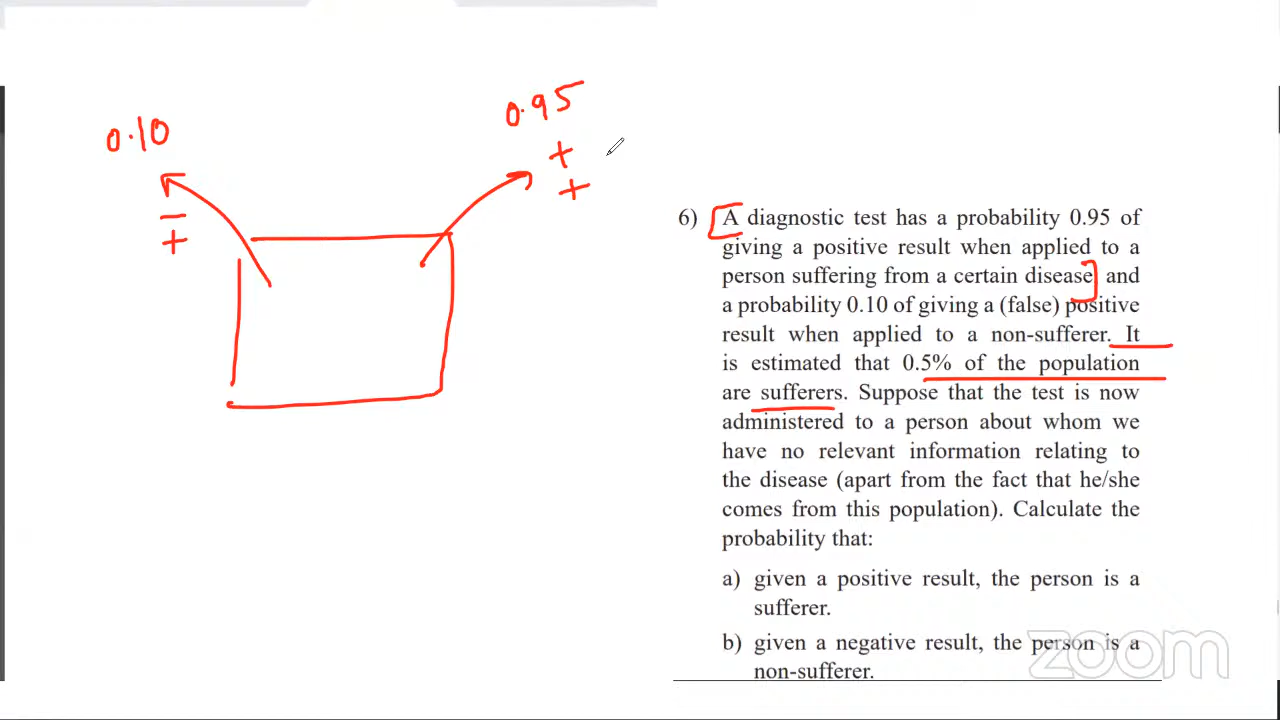 0.10
0.95
+
+
−
+
6) A diagnostic test has a probability 0.95 of
giving a positive result when applied to a
person suffering from a certain disease, and
a probability 0.10 of giving a (false) positive
result when applied to a non-sufferer. It
is estimated that 0.5% of the population
are sufferers. Suppose that the test is now
administered to a person about whom we
have no relevant information relating to
the disease (apart from the fact that he/she
comes from this population). Calculate the
probability that:
a) given a positive result, the person is a
sufferer.
b) given a negative result, the person is a
non-sufferer.
zoom